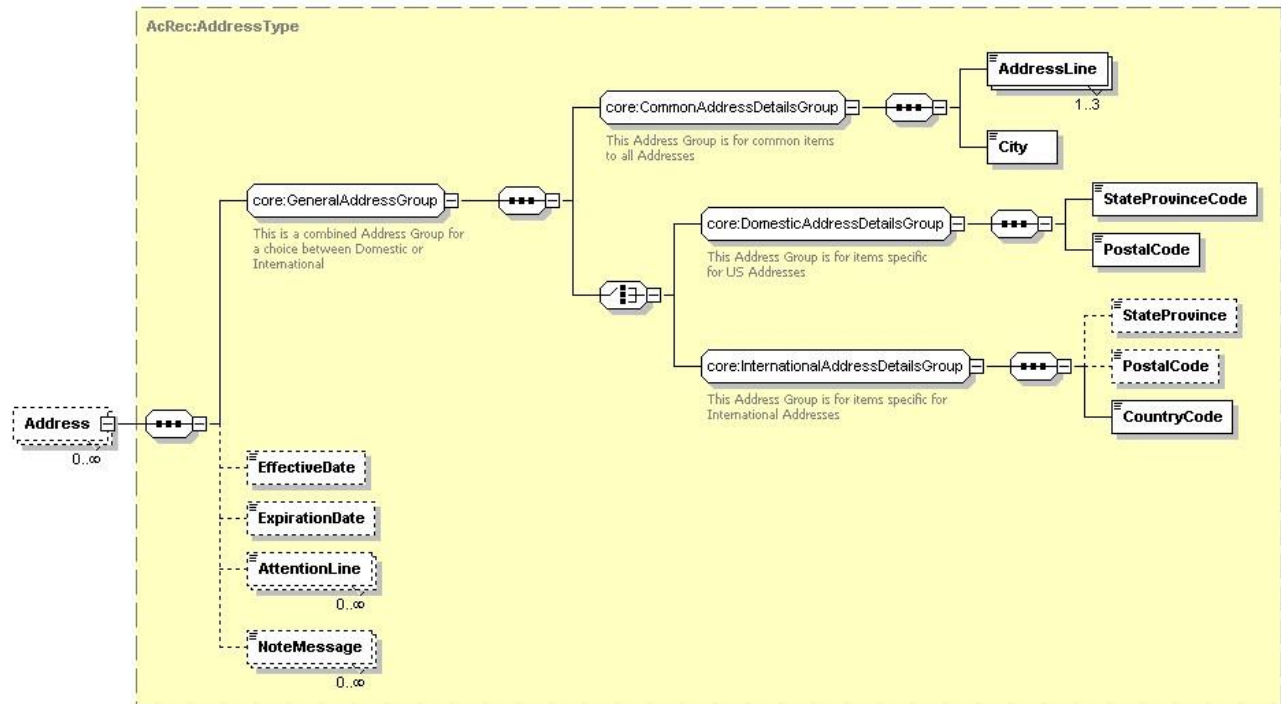 AcRec:AddressType
AddressLine
1..3
core:CommonAddressDetailsGroup
This Address Group is for common items
to all Addresses
City
core:GeneralAddressGroup
This is a combined Address Group for
a choice between Domestic or
International
core:DomesticAddressDetailsGroup
This Address Group is for items specific
for US Addresses
StateProvinceCode
PostalCode
core:InternationalAddressDetailsGroup
This Address Group is for items specific for
International Addresses
StateProvince
PostalCode
CountryCode
Address
0..∞
EffectiveDate
ExpirationDate
AttentionLine
0..∞
NoteMessage
0..∞